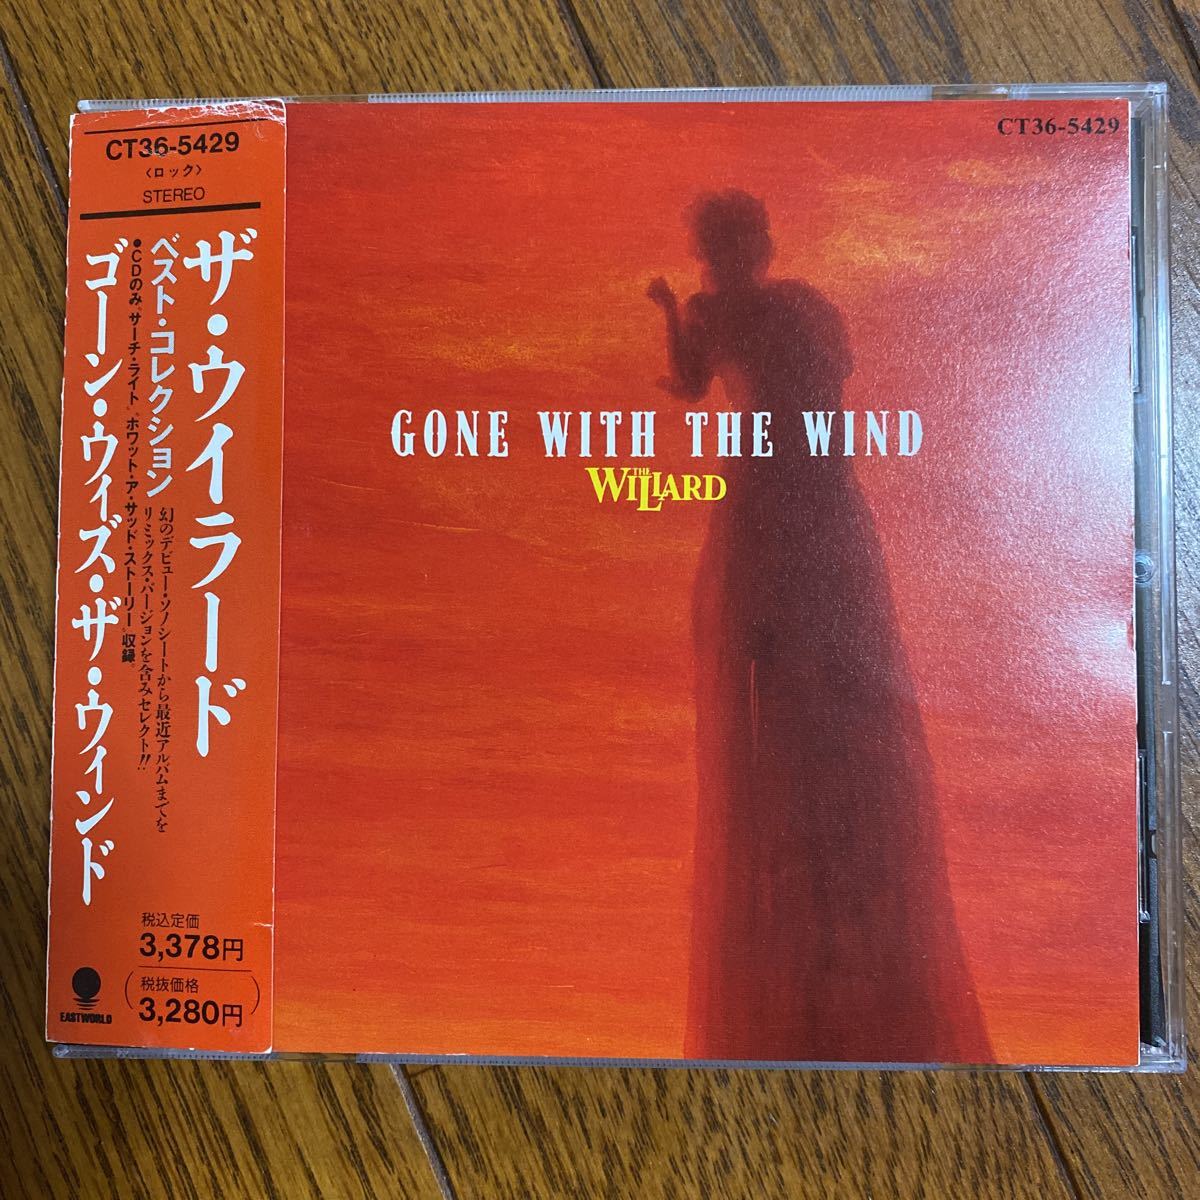 CT36-5429
〈ロック〉
STEREO
ザ・ウイラード
ベスト・コレクション
幻のデビュー・ソノシートから最近アルバムまでを
リミックス・バージョンを含みセレクト!!
●CDのみ“サーチ・ライト”“ホワット・ア・サッド・ストーリー”収録。
ゴーン・ウィズ・ザ・ウィンド
税込定価
3,378円
(税抜価格
3,280円)
EASTWORLD
CT36-5429
GONE WITH THE WIND
THE WILLARD